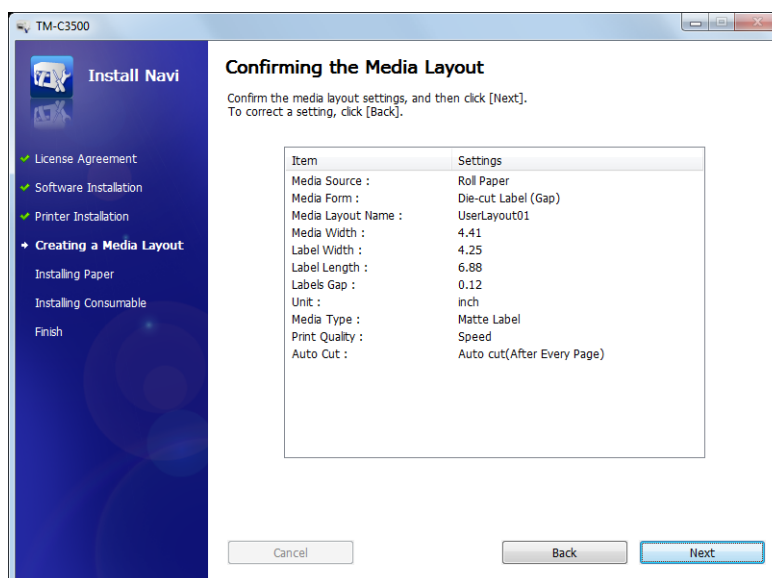 TM-C3500
Install Navi
License Agreement
Software Installation
Printer Installation
Creating a Media Layout
Installing Paper
Installing Consumable
Finish
Confirming the Media Layout
Confirm the media layout settings, and then click [Next].
To correct a setting, click [Back].
Item Settings
Media Source : Roll Paper
Media Form : Die-cut Label (Gap)
Media Layout Name : UserLayout01
Media Width : 4.41
Label Width : 4.25
Label Length : 6.88
Labels Gap : 0.12
Unit : inch
Media Type : Matte Label
Print Quality : Speed
Auto Cut : Auto cut(After Every Page)
Cancel Back Next